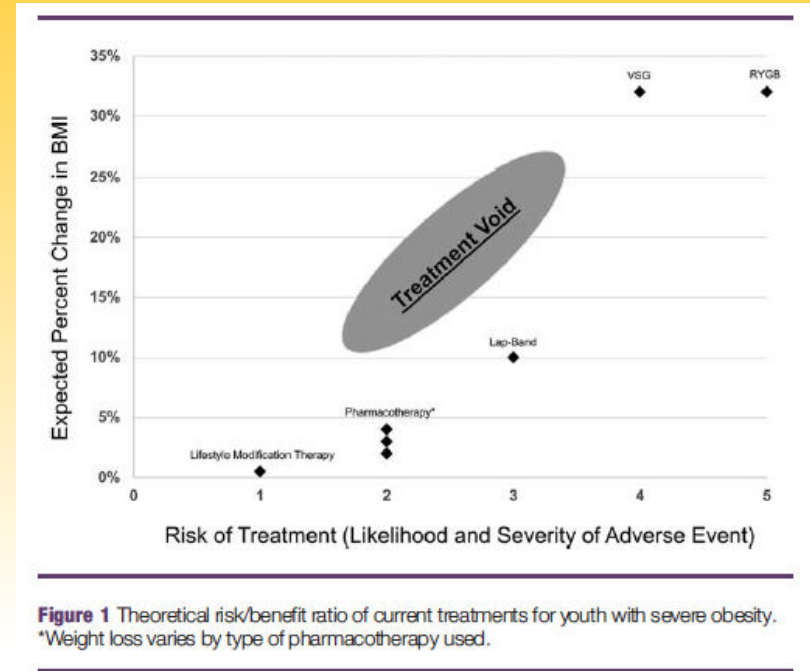 35%
30%
25%
20%
15%
10%
5%
0%
Expected Percent Change in BMI
VSG
RYGB
Treatment Void
Lap-Band
Pharmacotherapy*
Lifestyle Modification Therapy
0 1 2 3 4 5
Risk of Treatment (Likelihood and Severity of Adverse Event)
Figure 1 Theoretical risk/benefit ratio of current treatments for youth with severe obesity.
*Weight loss varies by type of pharmacotherapy used.